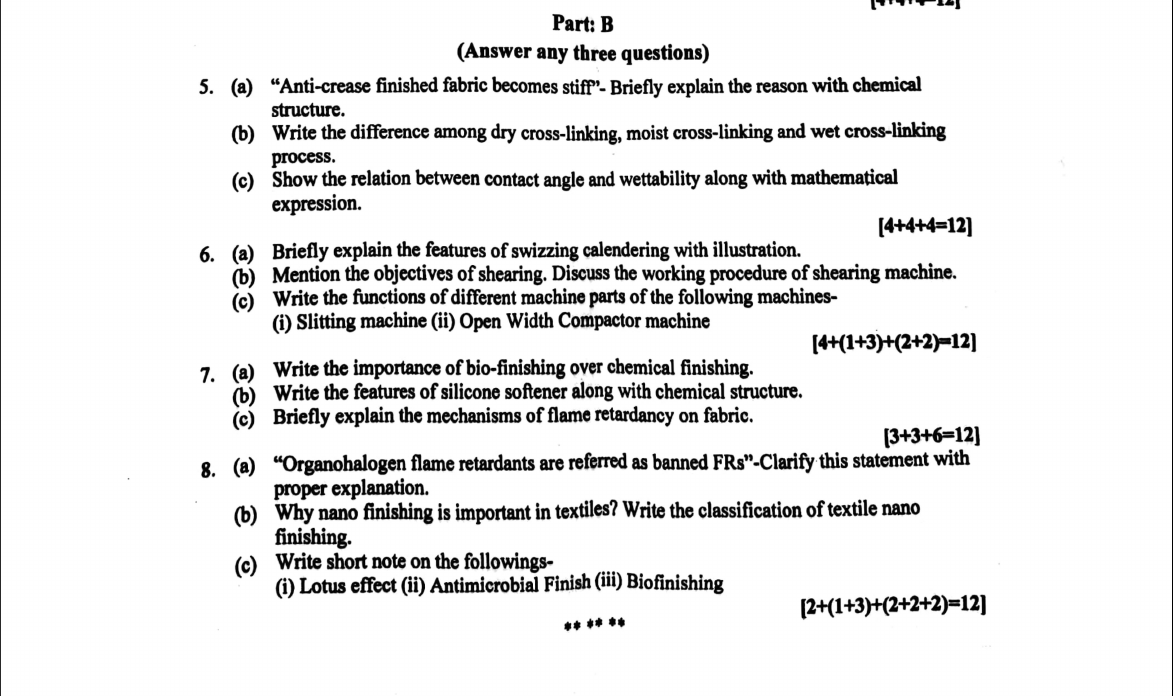 Part: B
(Answer any three questions)
5. (a) “Anti-crease finished fabric becomes stiff”- Briefly explain the reason with chemical
structure.
(b) Write the difference among dry cross-linking, moist cross-linking and wet cross-linking
process.
(c) Show the relation between contact angle and wettability along with mathematical
expression.
[4+4+4=12]
6. (a) Briefly explain the features of swizzing calendering with illustration.
(b) Mention the objectives of shearing. Discuss the working procedure of shearing machine.
(c) Write the functions of different machine parts of the following machines-
(i) Slitting machine (ii) Open Width Compactor machine
[4+(1+3)+(2+2)=12]
7. (a) Write the importance of bio-finishing over chemical finishing.
(b) Write the features of silicone softener along with chemical structure.
(c) Briefly explain the mechanisms of flame retardancy on fabric.
[3+3+6=12]
8. (a) “Organohalogen flame retardants are referred as banned FRs”-Clarify this statement with
proper explanation.
(b) Why nano finishing is important in textiles? Write the classification of textile nano
finishing.
(c) Write short note on the followings-
(i) Lotus effect (ii) Antimicrobial Finish (iii) Biofinishing
[2+(1+3)+(2+2+2)=12]
** ** **